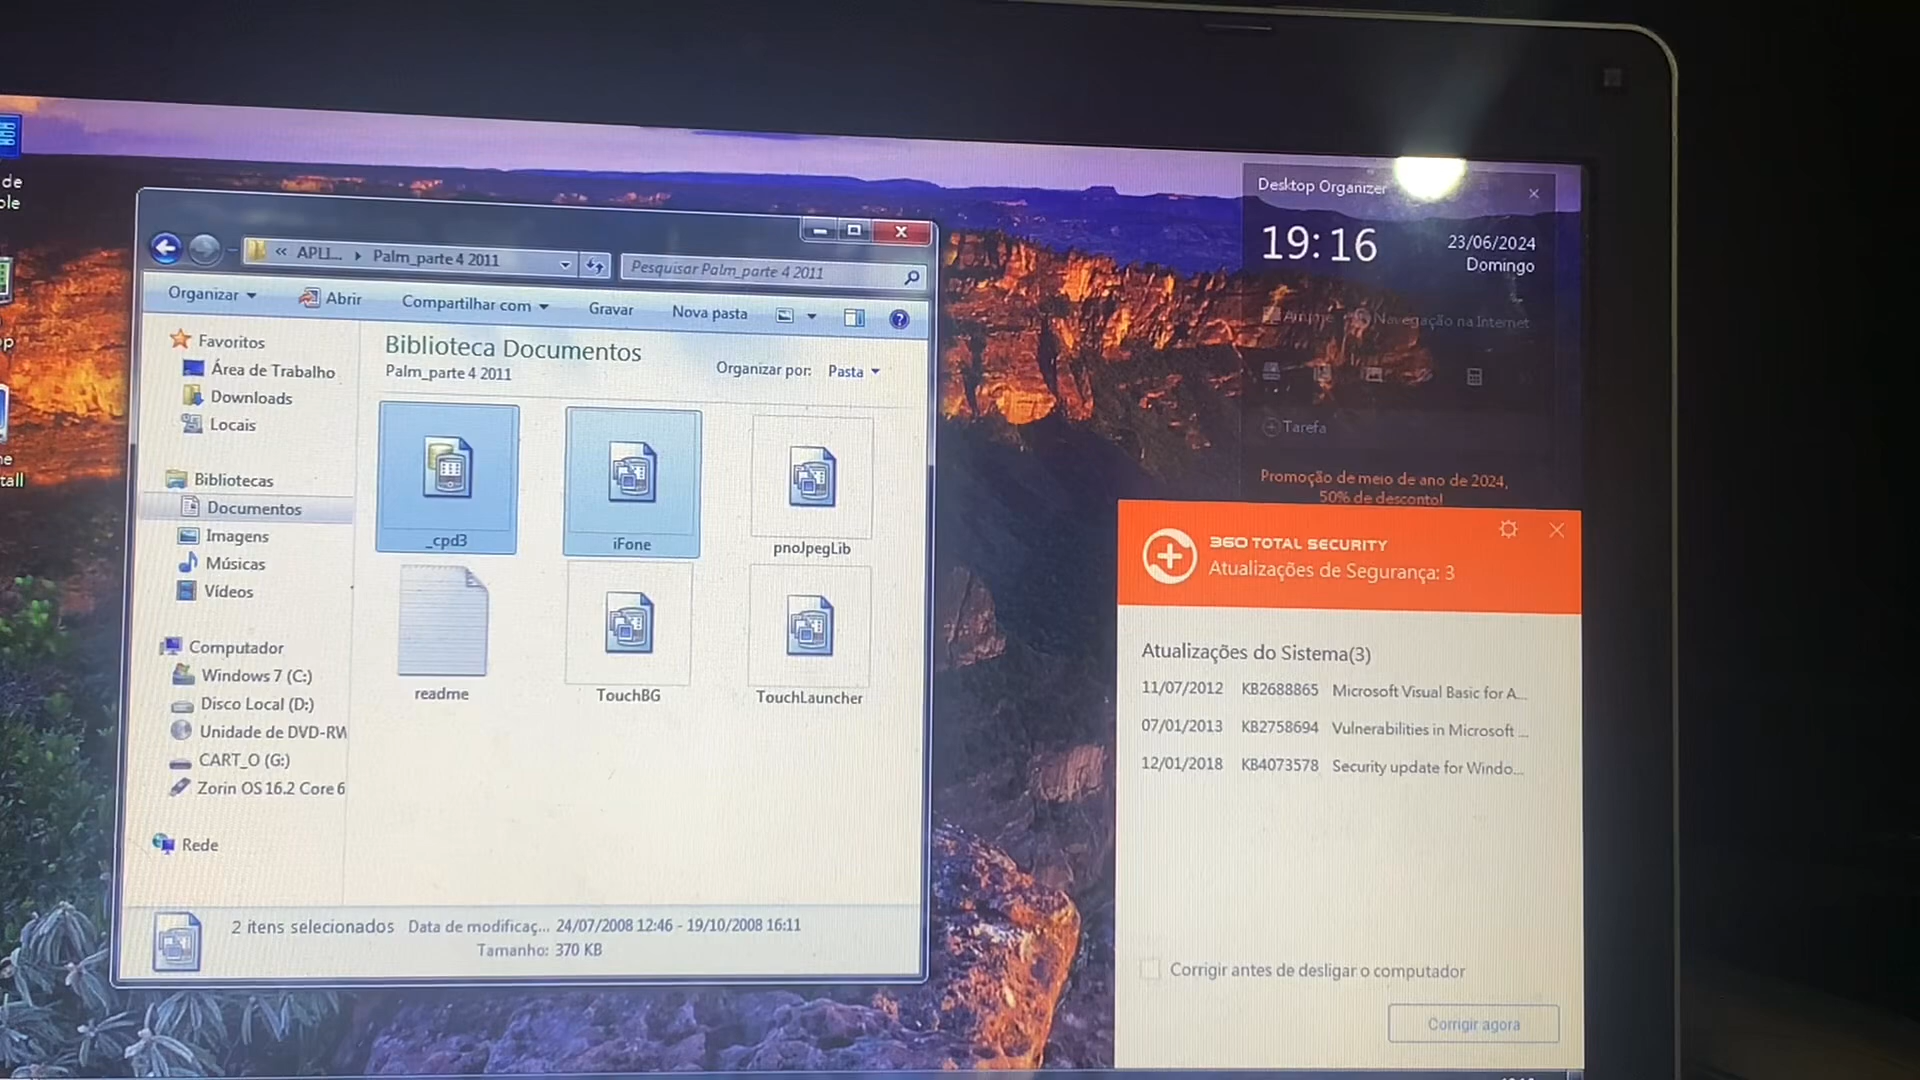 de
ole
p
ne
tall
« APLI... ▸ Palm_parte 4 2011
Pesquisar Palm_parte 4 2011
Organizar
Abrir
Compartilhar com
Gravar
Nova pasta
Biblioteca Documentos
Palm_parte 4 2011
Organizar por: Pasta
Favoritos
Área de Trabalho
Downloads
Locais
Bibliotecas
Documentos
Imagens
Músicas
Vídeos
Computador
Windows 7 (C:)
Disco Local (D:)
Unidade de DVD-RW
CART_O (G:)
Zorin OS 16.2 Core 6
Rede
_cpd3
iFone
pnoJpegLib
readme
TouchBG
TouchLauncher
2 itens selecionados Data de modificaç... 24/07/2008 12:46 - 19/10/2008 16:11
Tamanho: 370 KB
Desktop Organizer
19:16
23/06/2024
Domingo
Navegação na Internet
Tarefa
Promoção de meio de ano de 2024,
50% de desconto!
360 TOTAL SECURITY
Atualizações de Segurança: 3
Atualizações do Sistema(3)
11/07/2012 KB2688865 Microsoft Visual Basic for A...
07/01/2013 KB2758694 Vulnerabilities in Microsoft ...
12/01/2018 KB4073578 Security update for Windo...
Corrigir antes de desligar o computador
Corrigir agora